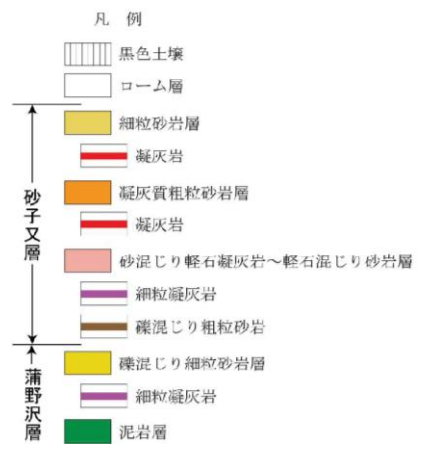 凡 例
黒色土壌
ローム層
細粒砂岩層
凝灰岩
凝灰質粗粒砂岩層
凝灰岩
砂混じり軽石凝灰岩～軽石混じり砂岩層
細粒凝灰岩
礫混じり粗粒砂岩
礫混じり細粒砂岩層
細粒凝灰岩
泥岩層
砂子又層
蒲野沢層